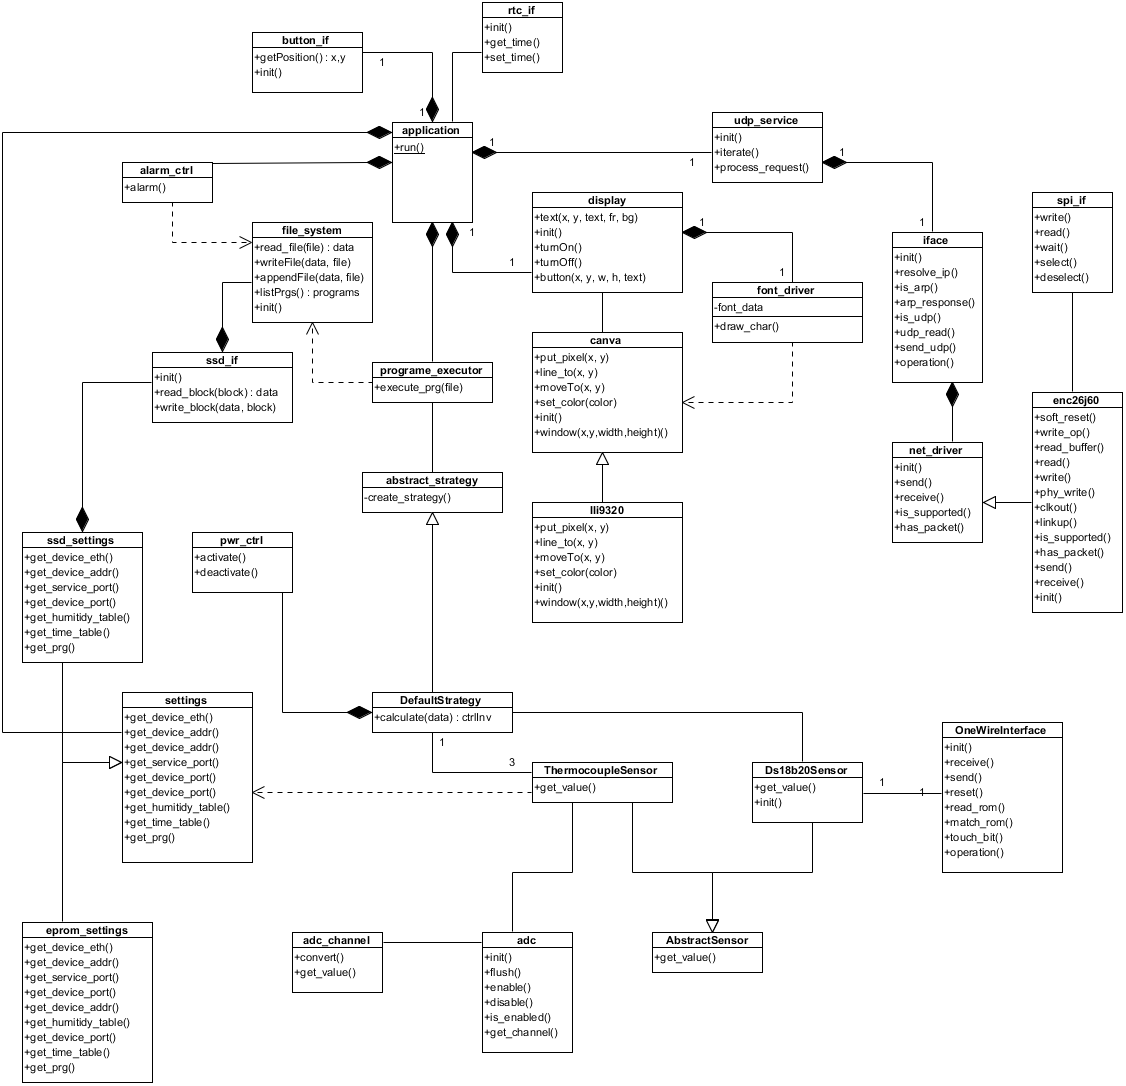 rtc_if
+init()
+get_time()
+set_time()
button_if
+getPosition() : x,y
+init()
1
1
application
+run()
1
1
udp_service
+init()
+iterate()
+process_request()
1
1
alarm_ctrl
+alarm()
file_system
+read_file(file) : data
+writeFile(data, file)
+appendFile(data, file)
+listPrgs() : programs
+init()
1
1
display
+text(x, y, text, fr, bg)
+init()
+turnOn()
+turnOff()
+button(x, y, w, h, text)
1
1
font_driver
-font_data
+draw_char()
iface
+init()
+resolve_ip()
+is_arp()
+arp_response()
+is_udp()
+udp_read()
+send_udp()
+operation()
spi_if
+write()
+read()
+wait()
+select()
+deselect()
ssd_if
+init()
+read_block(block) : data
+write_block(data, block)
programe_executor
+execute_prg(file)
canva
+put_pixel(x, y)
+line_to(x, y)
+moveTo(x, y)
+set_color(color)
+init()
+window(x,y,width,height)()
enc26j60
+soft_reset()
+write_op()
+read_buffer()
+read()
+write()
+phy_write()
+clkout()
+linkup()
+is_supported()
+has_packet()
+send()
+receive()
+init()
net_driver
+init()
+send()
+receive()
+is_supported()
+has_packet()
abstract_strategy
-create_strategy()
Ili9320
+put_pixel(x, y)
+line_to(x, y)
+moveTo(x, y)
+set_color(color)
+init()
+window(x,y,width,height)()
ssd_settings
+get_device_eth()
+get_device_addr()
+get_service_port()
+get_device_port()
+get_humitidy_table()
+get_time_table()
+get_prg()
pwr_ctrl
+activate()
+deactivate()
settings
+get_device_eth()
+get_device_addr()
+get_device_addr()
+get_service_port()
+get_device_port()
+get_device_port()
+get_humitidy_table()
+get_time_table()
+get_prg()
DefaultStrategy
+calculate(data) : ctrlInv
1
3
ThermocoupleSensor
+get_value()
Ds18b20Sensor
+get_value()
+init()
1
1
OneWireInterface
+init()
+receive()
+send()
+reset()
+read_rom()
+match_rom()
+touch_bit()
+operation()
eprom_settings
+get_device_eth()
+get_device_addr()
+get_service_port()
+get_device_port()
+get_device_addr()
+get_humitidy_table()
+get_device_port()
+get_time_table()
+get_prg()
adc_channel
+convert()
+get_value()
adc
+init()
+flush()
+enable()
+disable()
+is_enabled()
+get_channel()
AbstractSensor
+get_value()